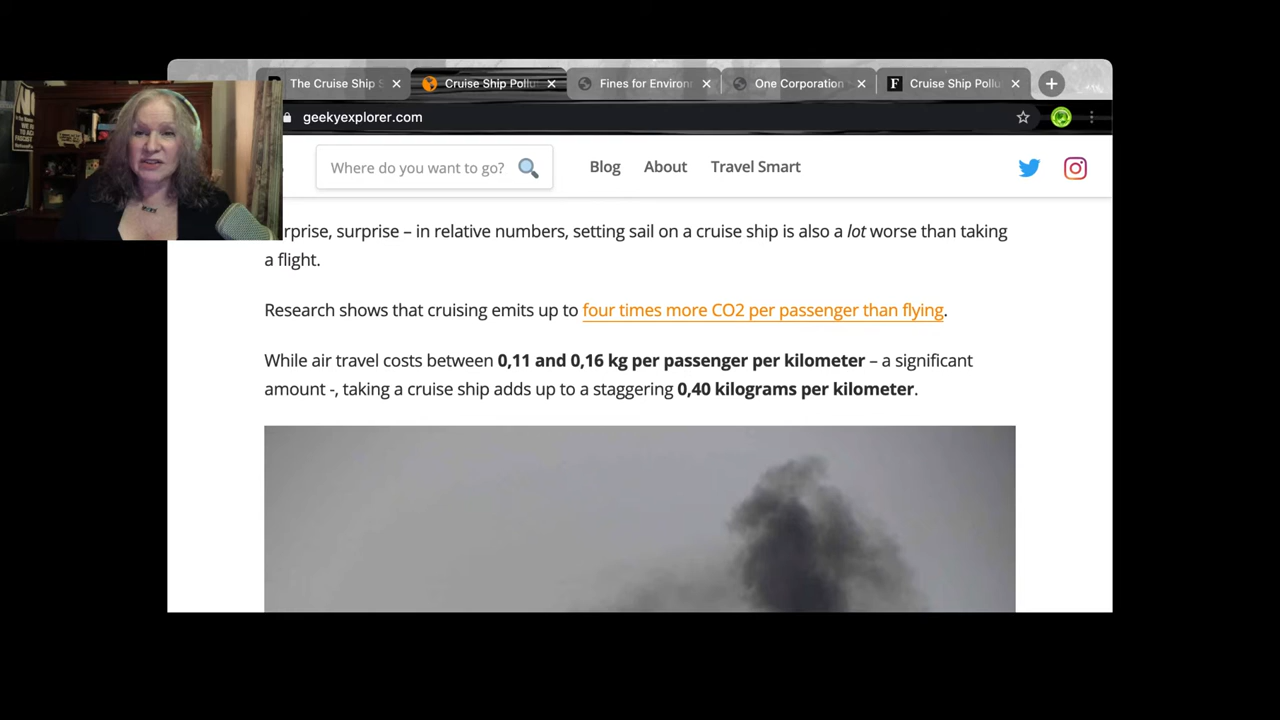 The Cruise Ship S
Cruise Ship Pollu
Fines for Environ
One Corporation
Cruise Ship Pollu
geekyexplorer.com
Where do you want to go?
Blog
About
Travel Smart
rprise, surprise – in relative numbers, setting sail on a cruise ship is also a lot worse than taking
a flight.
Research shows that cruising emits up to four times more CO2 per passenger than flying.
While air travel costs between 0,11 and 0,16 kg per passenger per kilometer – a significant
amount -, taking a cruise ship adds up to a staggering 0,40 kilograms per kilometer.